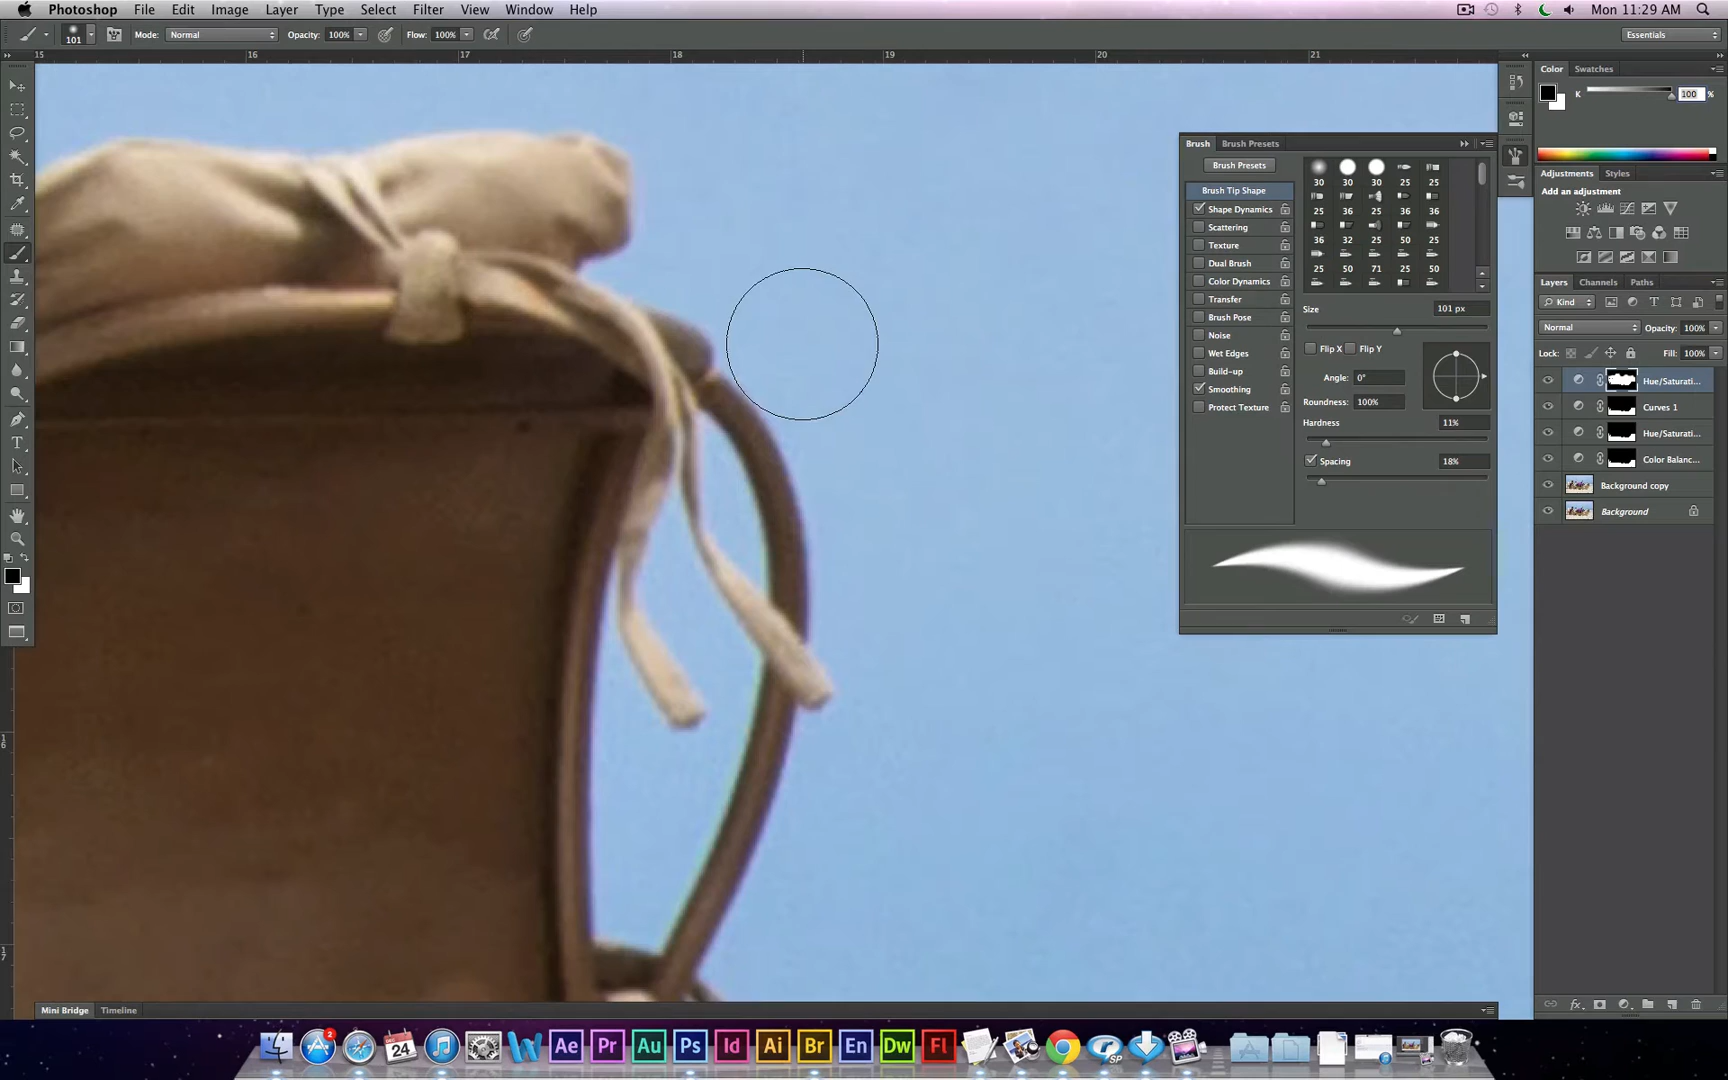 Photoshop File Edit Image Layer Type Select Filter View Window Help Mon 11:29 AM
101 Mode: Normal Opacity: 100% Flow: 100% Essentials
15 16 17 18 19 20 21
Color Swatches
K 100 %
Brush Brush Presets
Brush Presets
Brush Tip Shape
Shape Dynamics
Scattering
Texture
Dual Brush
Color Dynamics
Transfer
Brush Pose
Noise
Wet Edges
Build-up
Smoothing
Protect Texture
30 30 30 25 25
25 36 25 36 36
36 32 25 50 25
25 50 71 25 50
Size 101 px
Flip X Flip Y
Angle: 0°
Roundness: 100%
Hardness 11%
Spacing 18%
Adjustments Styles
Add an adjustment
Layers Channels Paths
Kind
Normal Opacity: 100%
Lock: Fill: 100%
Hue/Saturati...
Curves 1
Hue/Saturati...
Color Balanc...
Background copy
Background
1 6
1 7
Mini Bridge Timeline
2 24 W Ae Pr Au Ps Id Ai Br En Dw Fl SP